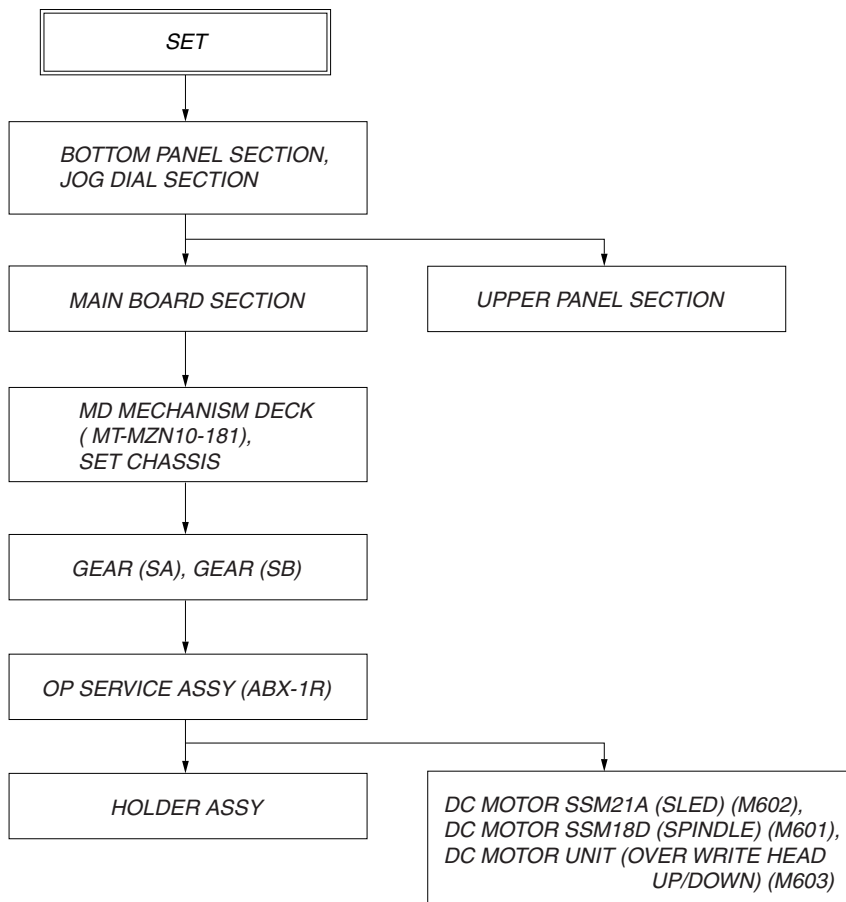 SET
BOTTOM PANEL SECTION,
JOG DIAL SECTION
MAIN BOARD SECTION
UPPER PANEL SECTION
MD MECHANISM DECK
( MT-MZN10-181),
SET CHASSIS
GEAR (SA), GEAR (SB)
OP SERVICE ASSY (ABX-1R)
HOLDER ASSY
DC MOTOR SSM21A (SLED) (M602),
DC MOTOR SSM18D (SPINDLE) (M601),
DC MOTOR UNIT (OVER WRITE HEAD
UP/DOWN) (M603)